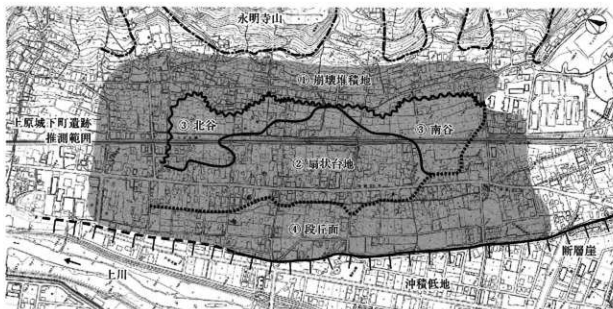 永明寺山
① 崩壊堆積地
上原城下町遺跡
推測範囲
③ 北谷
③ 南谷
② 扇状台地
④ 段丘面
断層崖
上川
沖積低地